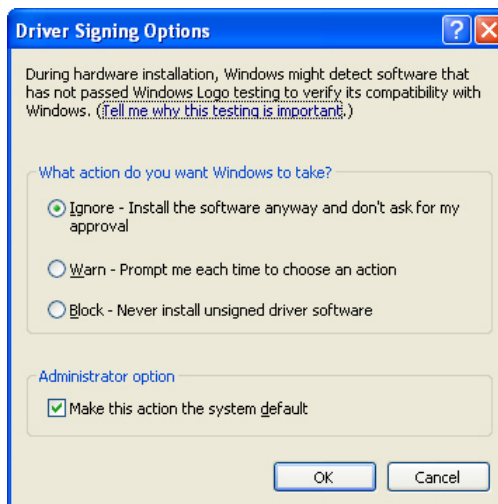 Driver Signing Options
During hardware installation, Windows might detect software that
has not passed Windows Logo testing to verify its compatibility with
Windows. (Tell me why this testing is important.)
What action do you want Windows to take?
Ignore - Install the software anyway and don't ask for my
approval
Warn - Prompt me each time to choose an action
Block - Never install unsigned driver software
Administrator option
Make this action the system default
OK Cancel